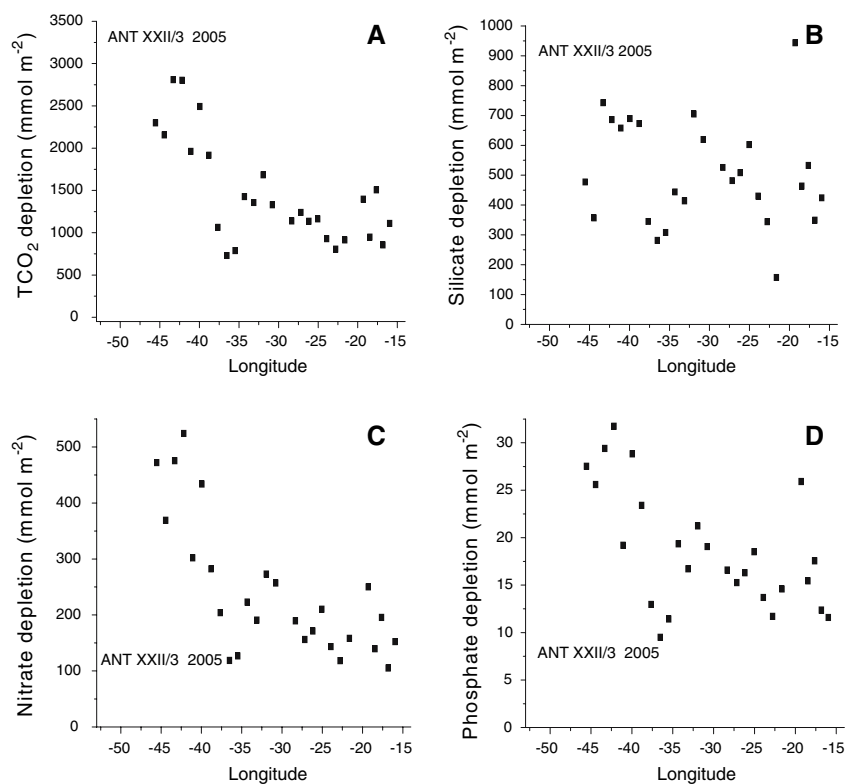 A
ANT XXII/3 2005
TCO2 depletion (mmol m-2)
3500
3000
2500
2000
1500
1000
500
0
-50 -45 -40 -35 -30 -25 -20 -15
Longitude
B
ANT XXII/3 2005
Silicate depletion (mmol m-2)
1000
900
800
700
600
500
400
300
200
100
0
-50 -45 -40 -35 -30 -25 -20 -15
Longitude
C
ANT XXII/3 2005
Nitrate depletion (mmol m-2)
500
400
300
200
100
0
-50 -45 -40 -35 -30 -25 -20 -15
Longitude
D
ANT XXII/3 2005
Phosphate depletion (mmol m-2)
30
25
20
15
10
5
0
-50 -45 -40 -35 -30 -25 -20 -15
Longitude